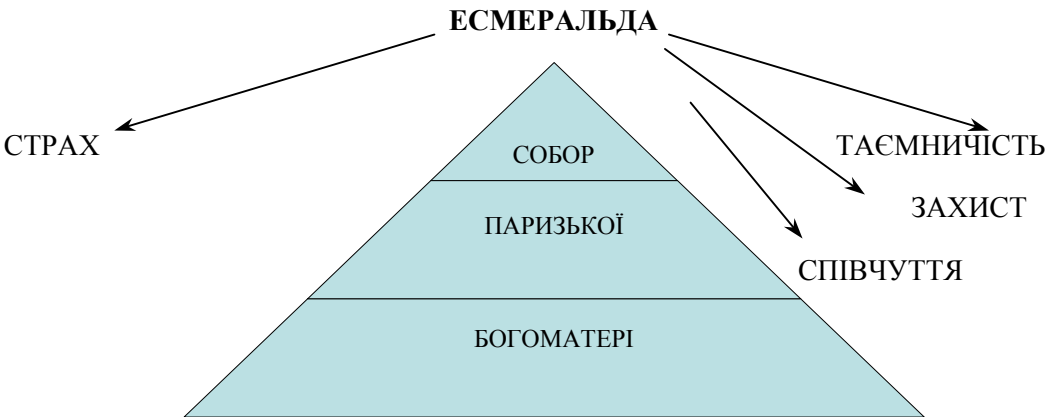 ЕСМЕРАЛЬДА
СТРАХ
ТАЄМНИЧІСТЬ
СОБОР
ЗАХИСТ
ПАРИЗЬКОЇ
СПІВЧУТТЯ
БОГОМАТЕРІ